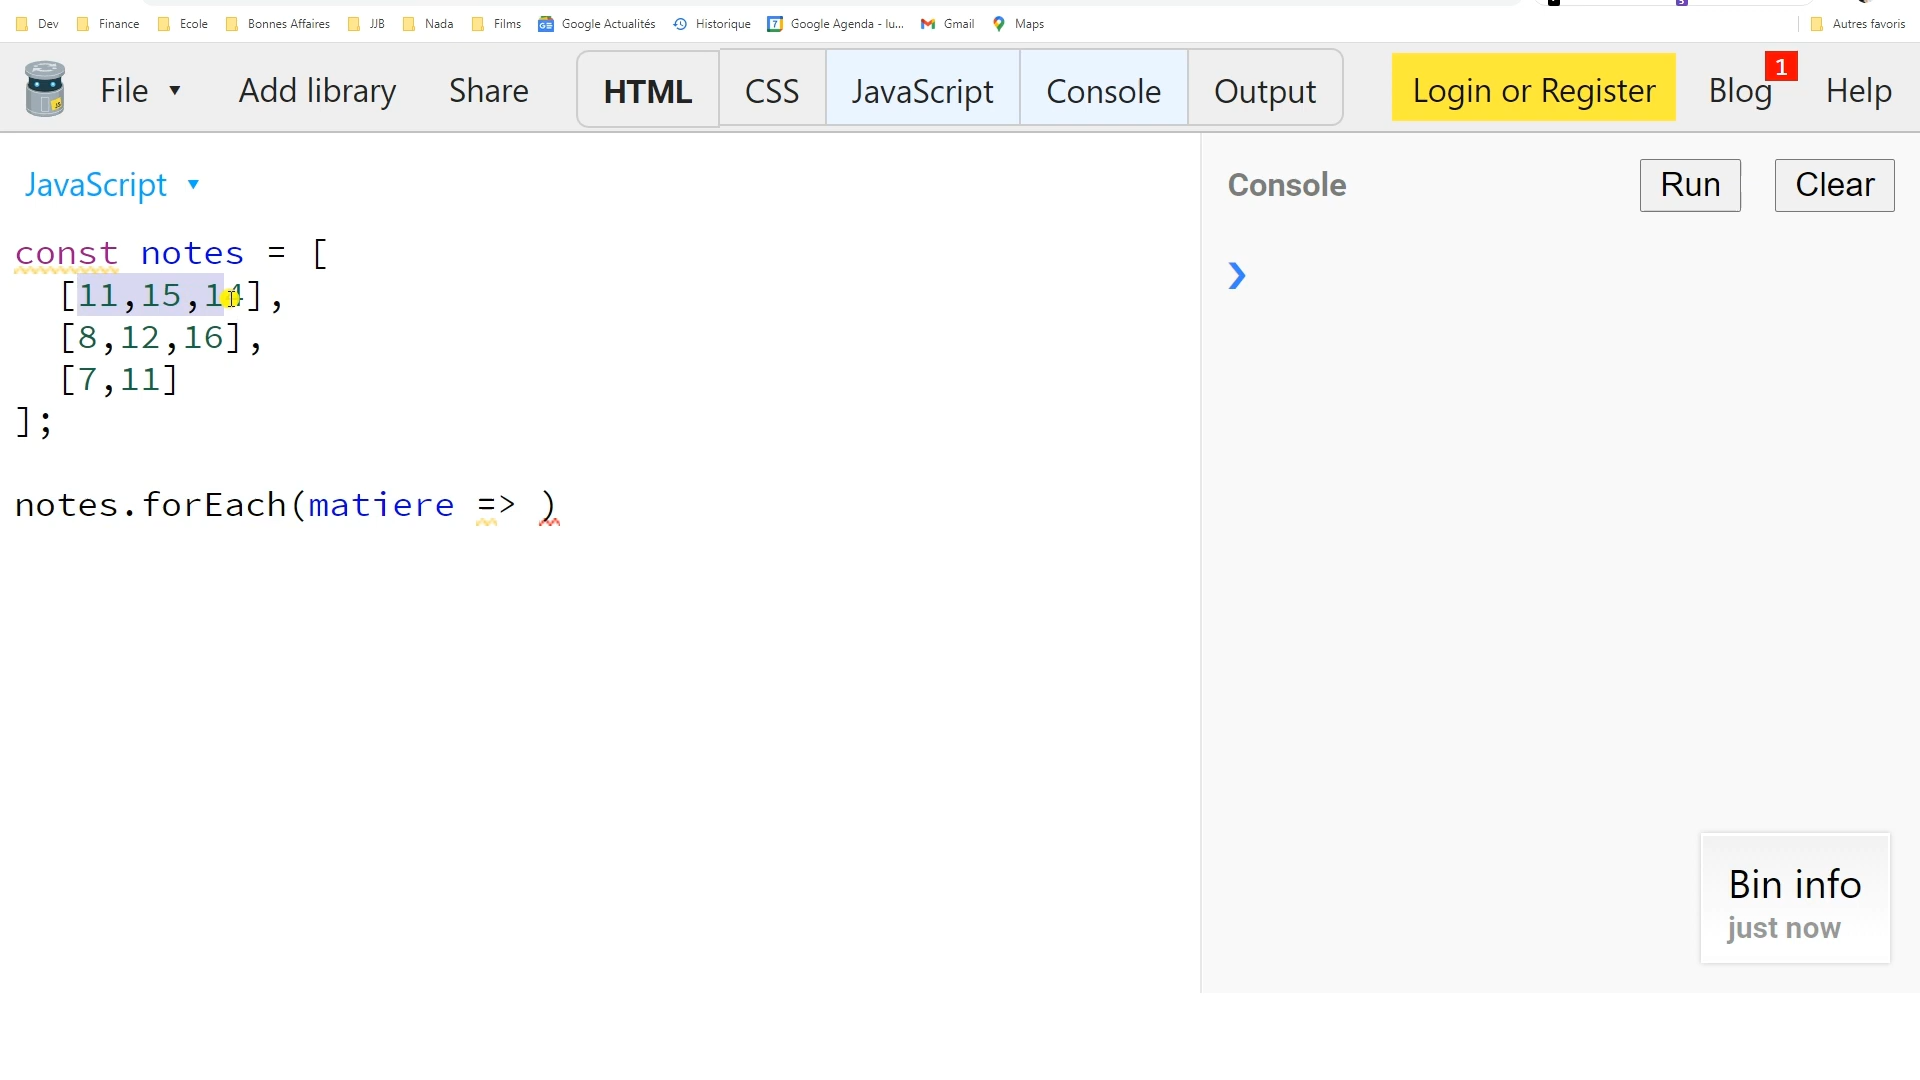 Dev Finance Ecole Bonnes Affaires JJB Nada Films Google Actualités Historique Google Agenda - lu... Gmail Maps Autres favoris
File ▼ Add library Share HTML CSS JavaScript Console Output Login or Register Blog 1 Help
JavaScript ▼
Console Run Clear
const notes = [
[11,15,14],
[8,12,16],
[7,11]
];
notes.forEach(matiere => )
❯
Bin info
just now